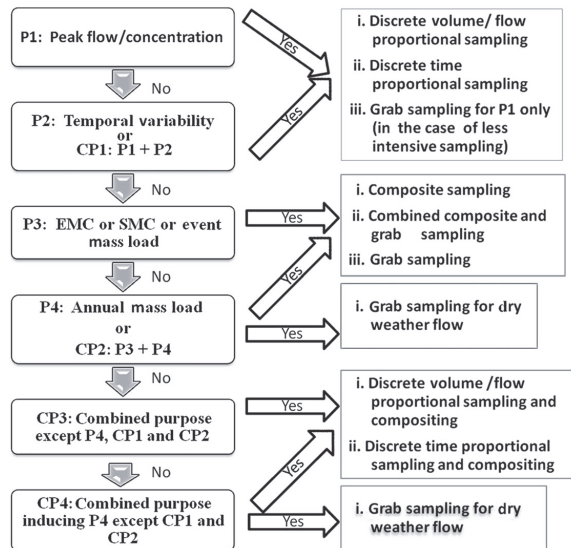 P1: Peak flow/concentration
Yes
i. Discrete volume/ flow
proportional sampling
ii. Discrete time
proportional sampling
iii. Grab sampling for P1 only
(in the case of less
intensive sampling)
No
P2: Temporal variability
or
CP1: P1 + P2
Yes
No
P3: EMC or SMC or event
mass load
Yes
i. Composite sampling
ii. Combined composite and
grab sampling
iii. Grab sampling
No
P4: Annual mass load
or
CP2: P3 + P4
Yes
Yes
i. Grab sampling for dry
weather flow
No
CP3: Combined purpose
except P4, CP1 and CP2
Yes
i. Discrete volume /flow
proportional sampling and
compositing
ii. Discrete time proportional
sampling and compositing
No
CP4: Combined purpose
inducing P4 except CP1 and
CP2
Yes
Yes
i. Grab sampling for dry
weather flow